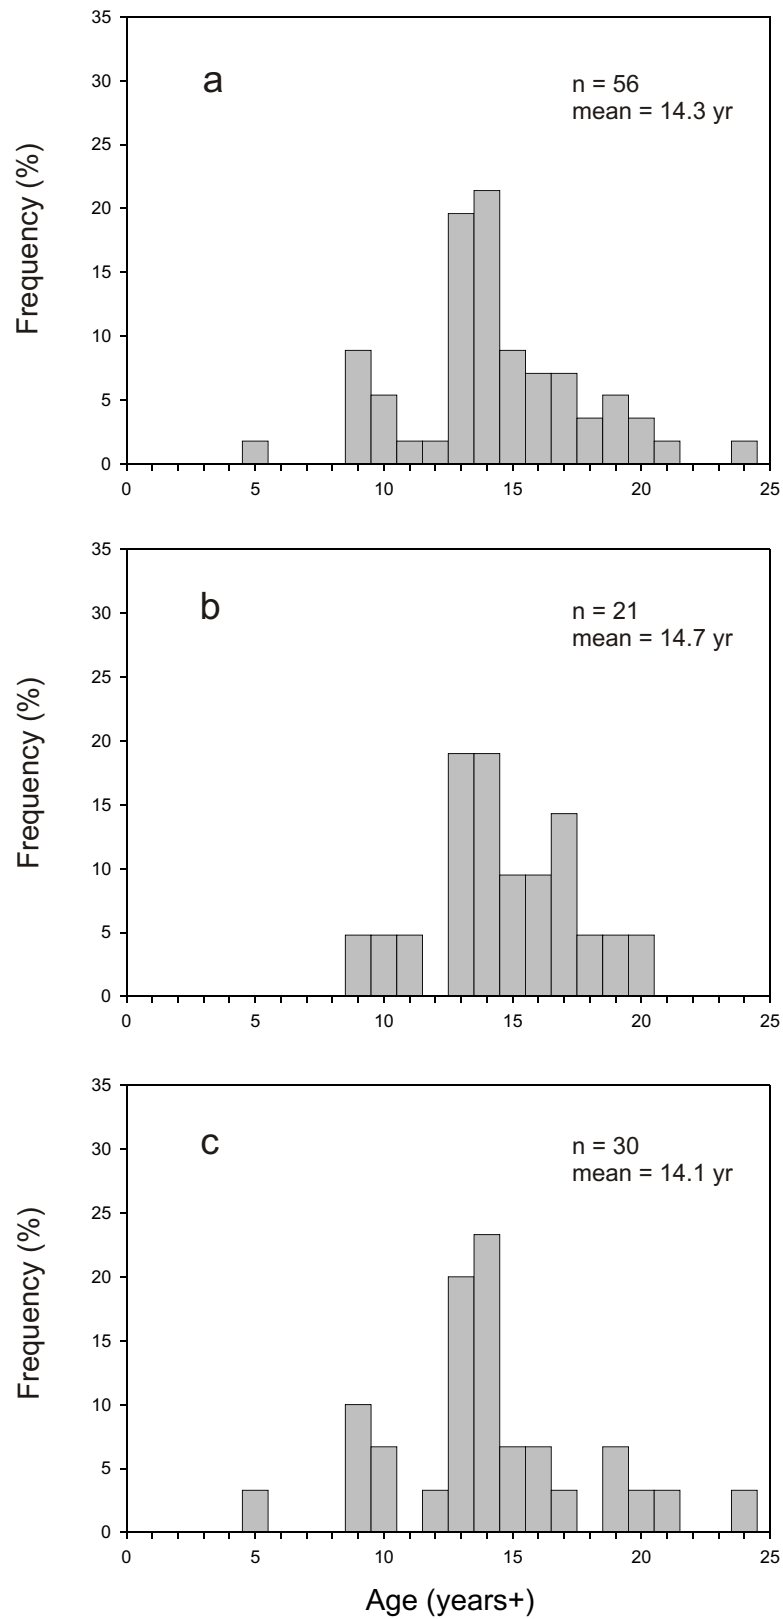 35
a
n = 56
mean = 14.3 yr
30
25
20
15
10
5
0
Frequency (%)
0 5 10 15 20 25
35
b
n = 21
mean = 14.7 yr
30
25
20
15
10
5
0
Frequency (%)
0 5 10 15 20 25
35
c
n = 30
mean = 14.1 yr
30
25
20
15
10
5
0
Frequency (%)
0 5 10 15 20 25
Age (years+)